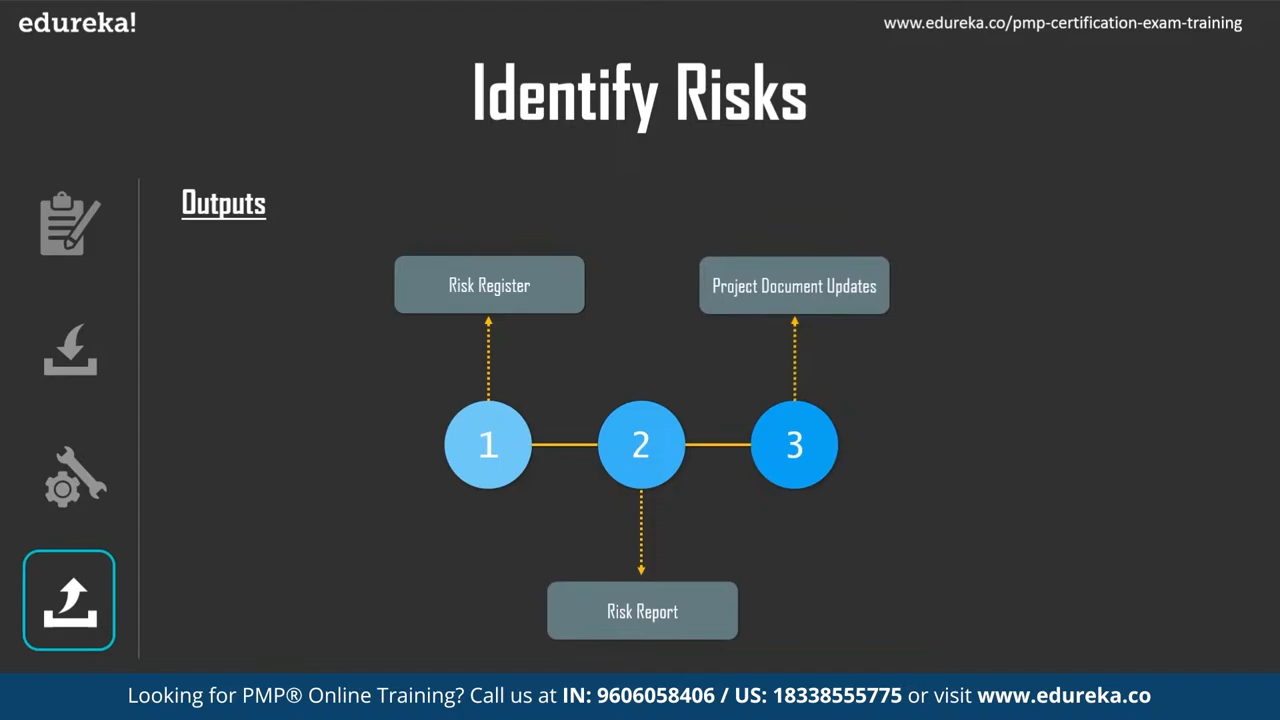 edureka!
www.edureka.co/pmp-certification-exam-training
Identify Risks
Outputs
Risk Register
Project Document Updates
1
2
3
Risk Report
Looking for PMP® Online Training? Call us at IN: 9606058406 / US: 18338555775 or visit www.edureka.co